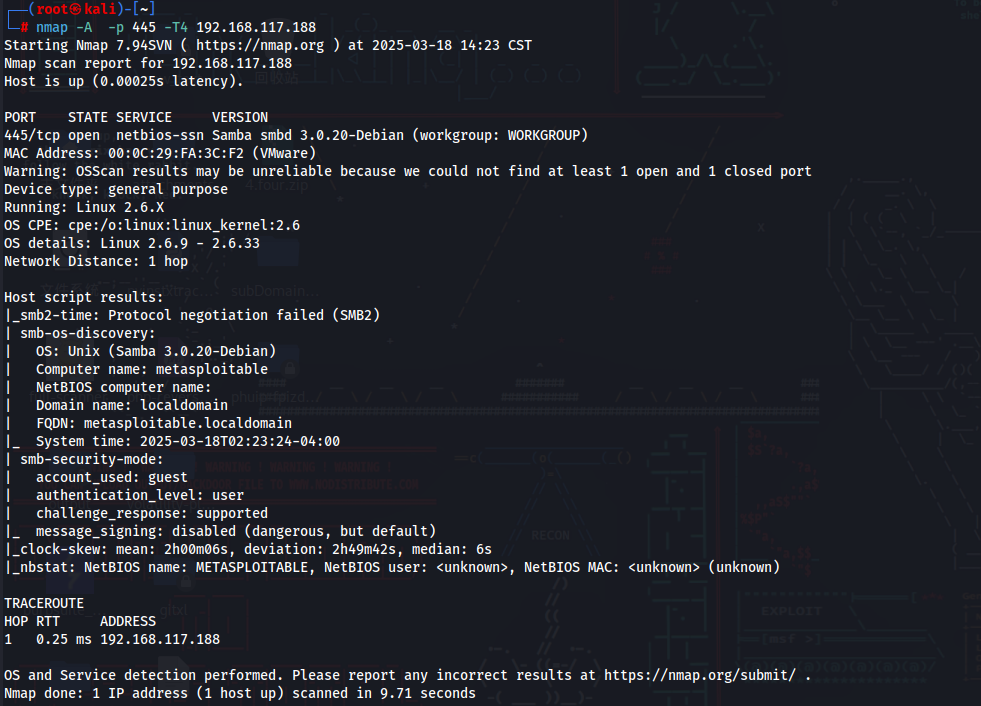 ┌──(root㉿kali)-[~]
└─# nmap -A  -p 445 -T4 192.168.117.188
Starting Nmap 7.94SVN ( https://nmap.org ) at 2025-03-18 14:23 CST
Nmap scan report for 192.168.117.188
Host is up (0.00025s latency).

PORT    STATE SERVICE     VERSION
445/tcp open  netbios-ssn Samba smbd 3.0.20-Debian (workgroup: WORKGROUP)
MAC Address: 00:0C:29:FA:3C:F2 (VMware)
Warning: OSScan results may be unreliable because we could not find at least 1 open and 1 closed port
Device type: general purpose
Running: Linux 2.6.X
OS CPE: cpe:/o:linux:linux_kernel:2.6
OS details: Linux 2.6.9 - 2.6.33
Network Distance: 1 hop

Host script results:
|_smb2-time: Protocol negotiation failed (SMB2)
| smb-os-discovery:
|   OS: Unix (Samba 3.0.20-Debian)
|   Computer name: metasploitable
|   NetBIOS computer name:
|   Domain name: localdomain
|   FQDN: metasploitable.localdomain
|_  System time: 2025-03-18T02:23:24-04:00
| smb-security-mode:
|   account_used: guest
|   authentication_level: user
|   challenge_response: supported
|_  message_signing: disabled (dangerous, but default)
|_clock-skew: mean: 2h00m06s, deviation: 2h49m42s, median: 6s
|_nbstat: NetBIOS name: METASPLOITABLE, NetBIOS user: <unknown>, NetBIOS MAC: <unknown> (unknown)
RECON

TRACEROUTE
HOP RTT     ADDRESS
1   0.25 ms 192.168.117.188
EXPLOIT

OS and Service detection performed. Please report any incorrect results at https://nmap.org/submit/ .
Nmap done: 1 IP address (1 host up) scanned in 9.71 seconds